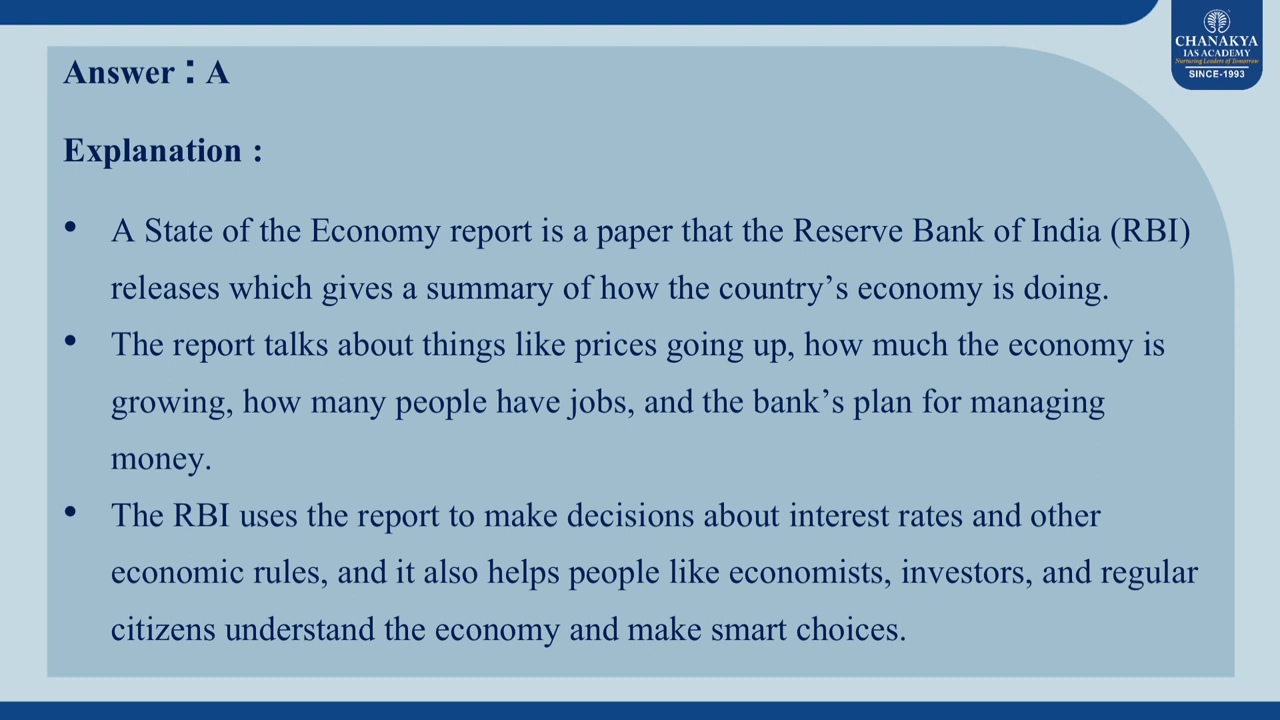 CHANAKYA
IAS ACADEMY
Nurturing Leaders of Tomorrow
SINCE-1993
Answer : A
Explanation :
• A State of the Economy report is a paper that the Reserve Bank of India (RBI)
releases which gives a summary of how the country’s economy is doing.
• The report talks about things like prices going up, how much the economy is
growing, how many people have jobs, and the bank’s plan for managing
money.
• The RBI uses the report to make decisions about interest rates and other
economic rules, and it also helps people like economists, investors, and regular
citizens understand the economy and make smart choices.